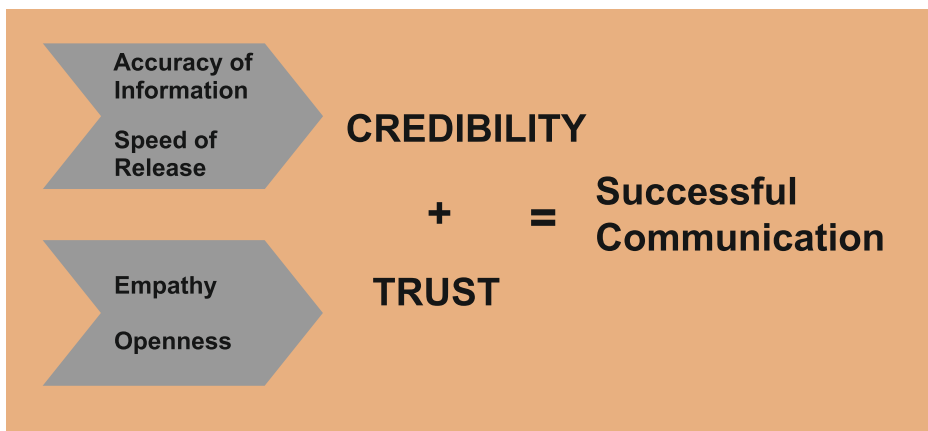 Accuracy of
Information
Speed of
Release
CREDIBILITY
+
=
Successful
Communication
Empathy
Openness
TRUST